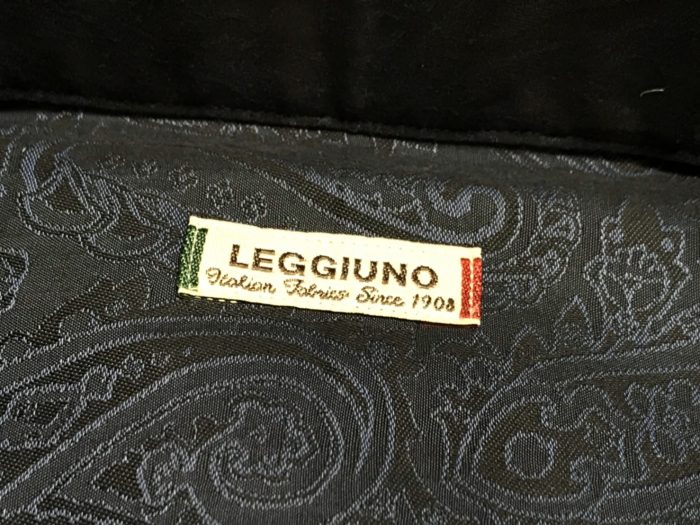 LEGGIUNO
Italian Fabrics Since 1908